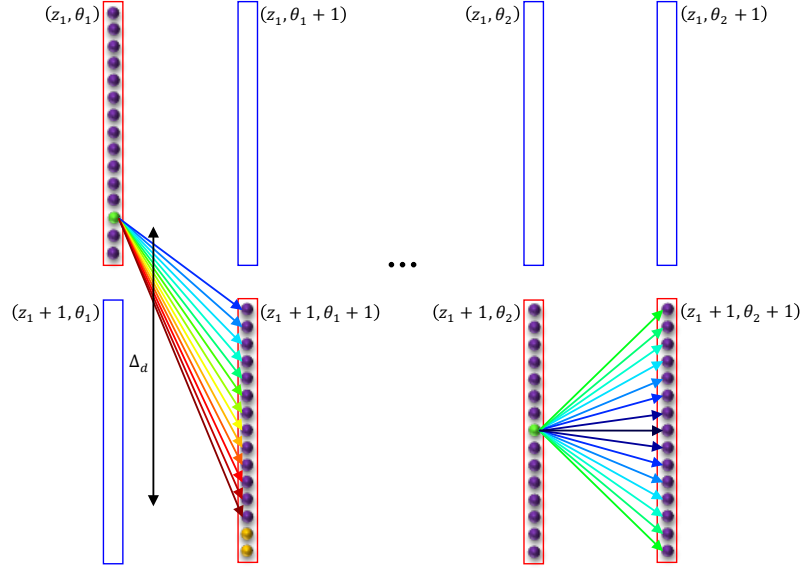 (z₁, θ₁)
(z₁, θ₁ + 1)
(z₁, θ₂)
(z₁, θ₂ + 1)
...
(z₁ + 1, θ₁)
(z₁ + 1, θ₁ + 1)
(z₁ + 1, θ₂)
(z₁ + 1, θ₂ + 1)
Δ_d